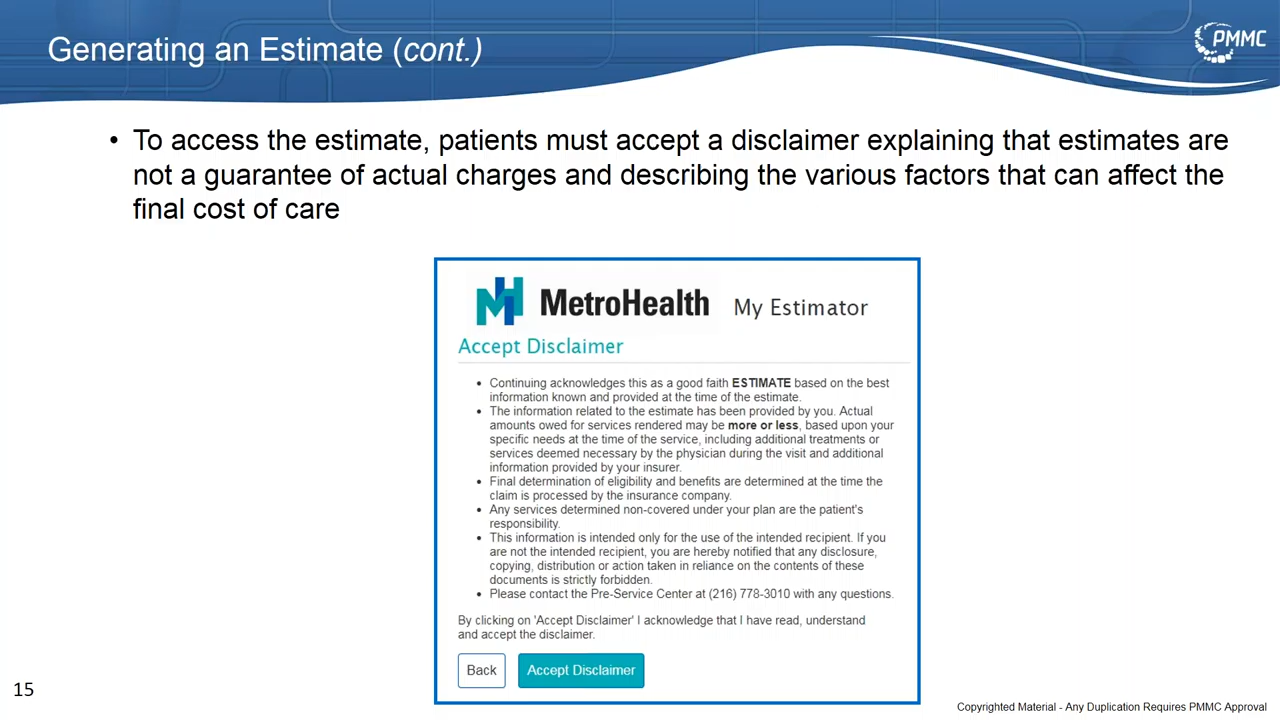 Generating an Estimate (cont.)
PMMC
• To access the estimate, patients must accept a disclaimer explaining that estimates are
not a guarantee of actual charges and describing the various factors that can affect the
final cost of care
MetroHealth My Estimator
Accept Disclaimer
• Continuing acknowledges this as a good faith ESTIMATE based on the best
information known and provided at the time of the estimate.
• The information related to the estimate has been provided by you. Actual
amounts owed for services rendered may be more or less, based upon your
specific needs at the time of the service, including additional treatments or
services deemed necessary by the physician during the visit and additional
information provided by your insurer.
• Final determination of eligibility and benefits are determined at the time the
claim is processed by the insurance company.
• Any services determined non-covered under your plan are the patient's
responsibility.
• This information is intended only for the use of the intended recipient. If you
are not the intended recipient, you are hereby notified that any disclosure,
copying, distribution or action taken in reliance on the contents of these
documents is strictly forbidden.
• Please contact the Pre-Service Center at (216) 778-3010 with any questions.
By clicking on 'Accept Disclaimer' I acknowledge that I have read, understand
and accept the disclaimer.
Back Accept Disclaimer
15
Copyrighted Material - Any Duplication Requires PMMC Approval